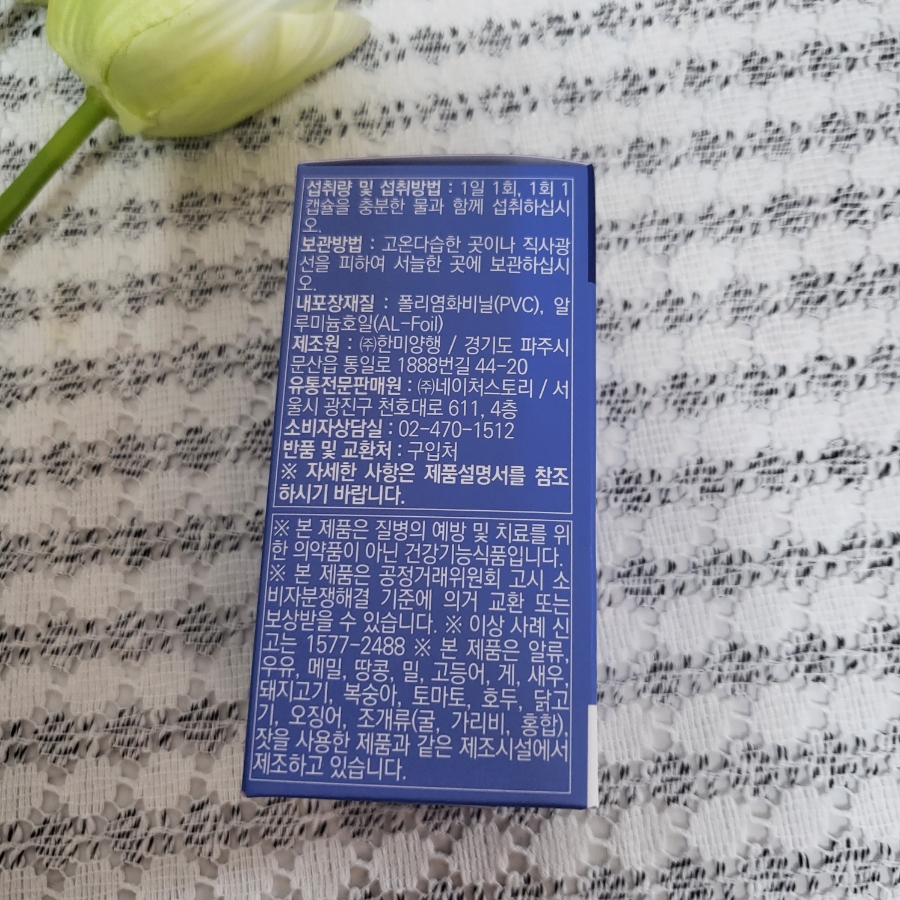 섭취량 및 섭취방법 : 1일 1회, 1회 1
캡슐을 충분한 물과 함께 섭취하십시
오.
보관방법 : 고온다습한 곳이나 직사광
선을 피하여 서늘한 곳에 보관하십시
오.
내포장재질 : 폴리염화비닐(PVC), 알
루미늄호일(AL-Foil)
제조원 : ㈜한미양행 / 경기도 파주시
문산읍 통일로 1888번길 44-20
유통전문판매원 : ㈜네이처스토리 / 서
울시 광진구 천호대로 611, 4층
소비자상담실 : 02-470-1512
반품 및 교환처 : 구입처
※ 자세한 사항은 제품설명서를 참조
하시기 바랍니다.
※ 본 제품은 질병의 예방 및 치료를 위
한 의약품이 아닌 건강기능식품입니다.
※ 본 제품은 공정거래위원회 고시 소
비자분쟁해결 기준에 의거 교환 또는
보상받을 수 있습니다. ※ 이상 사례 신
고는 1577-2488 ※ 본 제품은 알류,
우유, 메밀, 땅콩, 밀, 고등어, 게, 새우,
돼지고기, 복숭아, 토마토, 호두, 닭고
기, 오징어, 조개류(굴, 가리비, 홍합),
잣을 사용한 제품과 같은 제조시설에서
제조하고 있습니다.